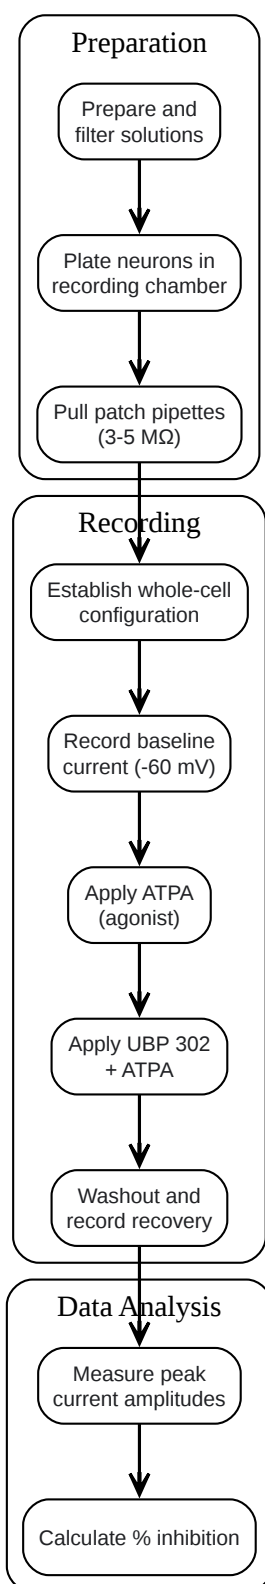 Preparation
Prepare and
filter solutions
Plate neurons in
recording chamber
Pull patch pipettes
(3-5 MΩ)
Recording
Establish whole-cell
configuration
Record baseline
current (-60 mV)
Apply ATPA
(agonist)
Apply UBP 302
+ ATPA
Washout and
record recovery
Data Analysis
Measure peak
current amplitudes
Calculate % inhibition